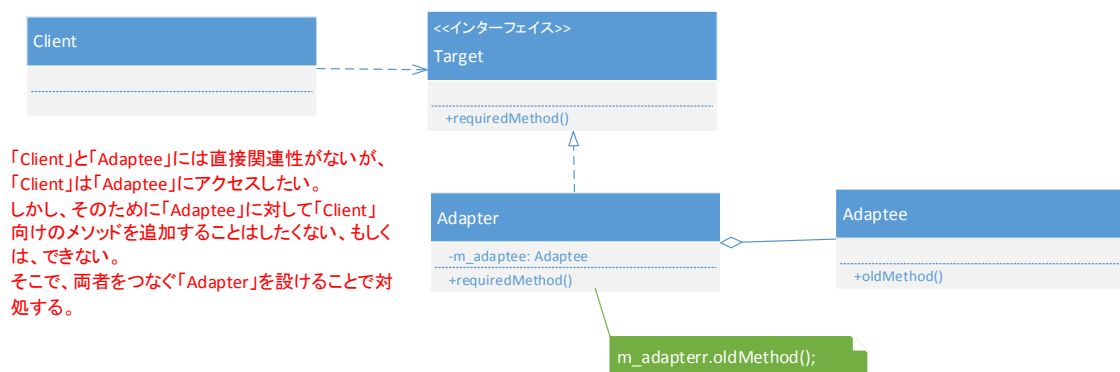 Client
<<インターフェイス>>
Target
+requiredMethod()
「Client」と「Adaptee」には直接関連性がないが、
「Client」は「Adaptee」にアクセスしたい。
しかし、そのために「Adaptee」に対して「Client」
向けのメソッドを追加することはしたくない、もしく
は、できない。
そこで、両者をつなぐ「Adapter」を設けることで対
処する。
Adapter
-m_adaptee: Adaptee
+requiredMethod()
Adaptee
+oldMethod()
m_adapterr.oldMethod();